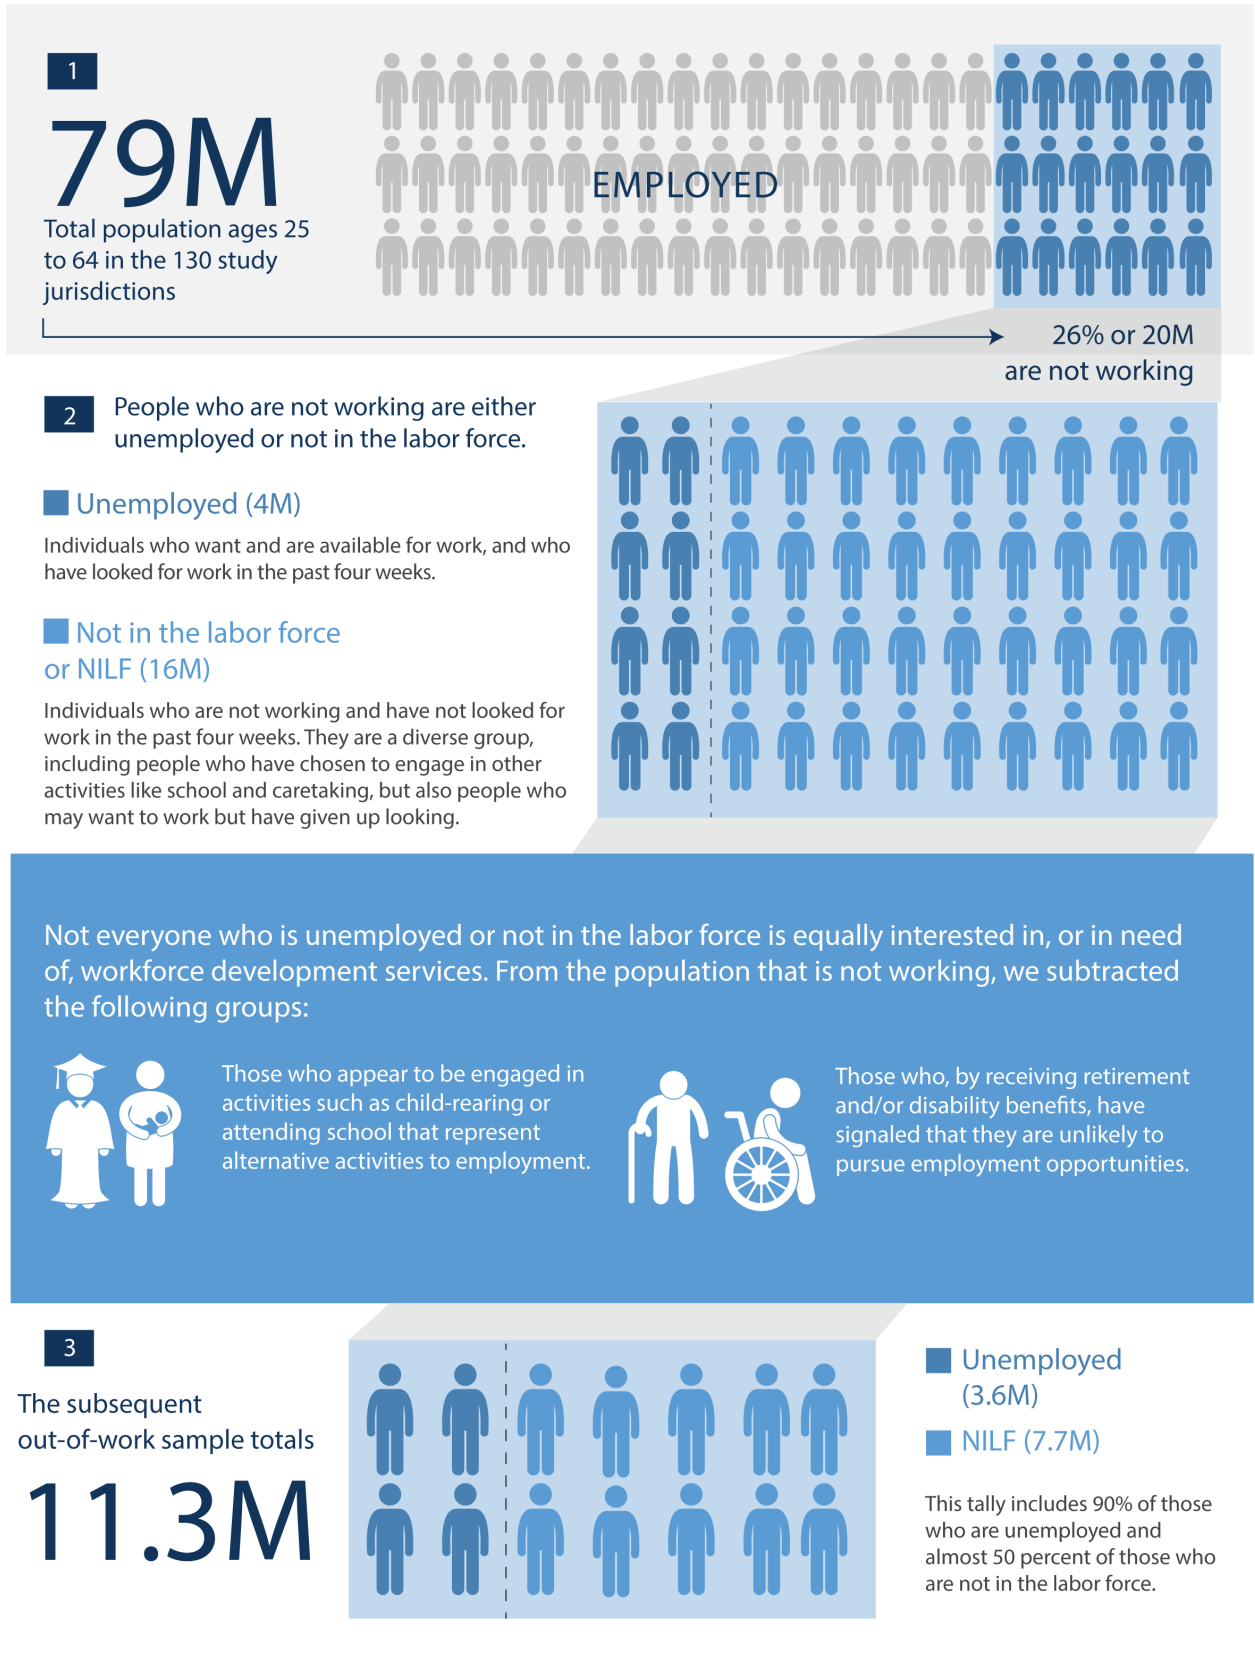 1
79M
Total population ages 25
to 64 in the 130 study
jurisdictions
EMPLOYED
26% or 20M
are not working
2
People who are not working are either
unemployed or not in the labor force.
Unemployed (4M)
Individuals who want and are available for work, and who
have looked for work in the past four weeks.
Not in the labor force
or NILF (16M)
Individuals who are not working and have not looked for
work in the past four weeks. They are a diverse group,
including people who have chosen to engage in other
activities like school and caretaking, but also people who
may want to work but have given up looking.
Not everyone who is unemployed or not in the labor force is equally interested in, or in need
of, workforce development services. From the population that is not working, we subtracted
the following groups:
Those who appear to be engaged in
activities such as child-rearing or
attending school that represent
alternative activities to employment.
Those who, by receiving retirement
and/or disability benefits, have
signaled that they are unlikely to
pursue employment opportunities.
3
The subsequent
out-of-work sample totals
11.3M
Unemployed
(3.6M)
NILF (7.7M)
This tally includes 90% of those
who are unemployed and
almost 50 percent of those who
are not in the labor force.